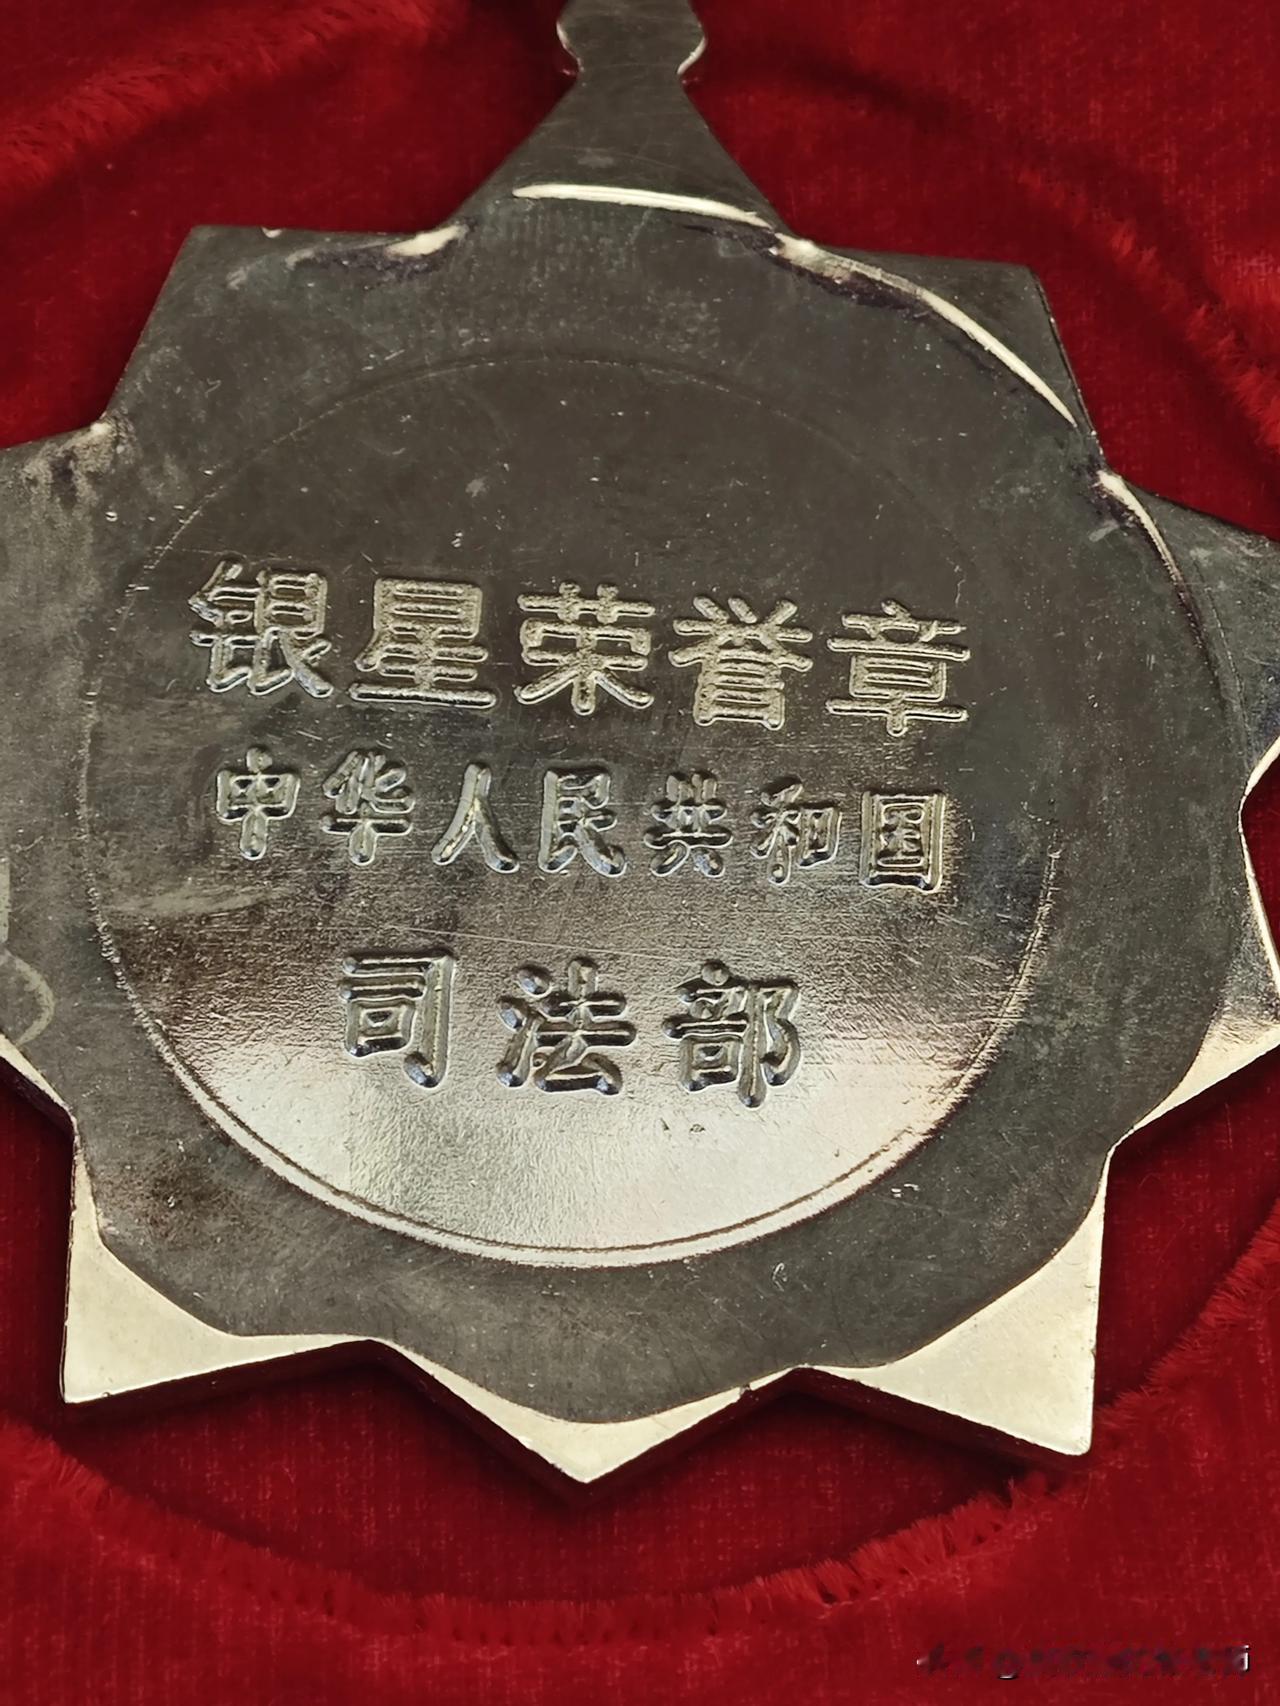 银星荣誉章
中华人民共和国
司法部